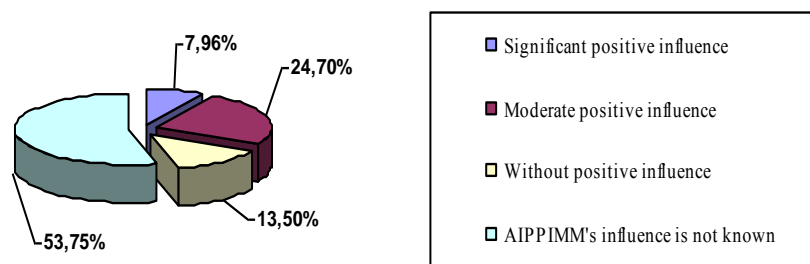 7,96%
24,70%
13,50%
53,75%
Significant positive influence
Moderate positive influence
Without positive influence
AIPPIMM's influence is not known